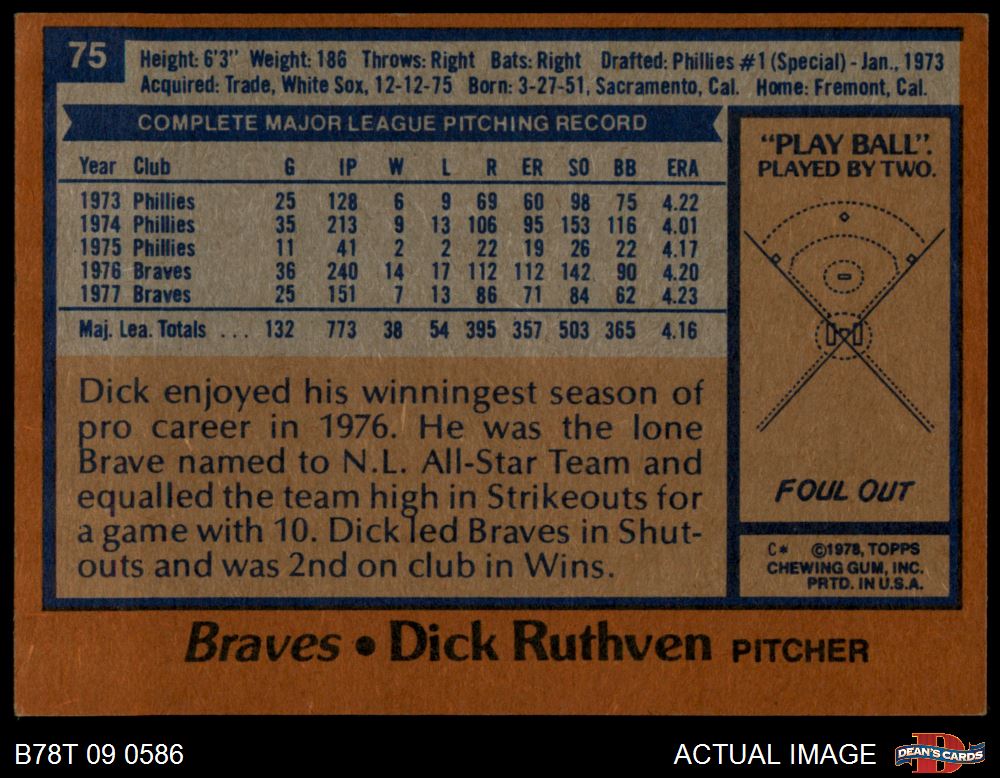 75
Height: 6'3" Weight: 186 Throws: Right Bats: Right Drafted: Phillies #1 (Special) - Jan., 1973
Acquired: Trade, White Sox, 12-12-75 Born: 3-27-51, Sacramento, Cal. Home: Fremont, Cal.
COMPLETE MAJOR LEAGUE PITCHING RECORD
Year Club G IP W L R ER SO BB ERA
1973 Phillies 25 128 6 9 69 60 98 75 4.22
1974 Phillies 35 213 9 13 106 95 153 116 4.01
1975 Phillies 11 41 2 2 22 19 26 22 4.17
1976 Braves 36 240 14 17 112 112 142 90 4.20
1977 Braves 25 151 7 13 86 71 84 62 4.23
Maj. Lea. Totals ... 132 773 38 54 395 357 503 365 4.16
Dick enjoyed his winningest season of
pro career in 1976. He was the lone
Brave named to N.L. All-Star Team and
equalled the team high in Strikeouts for
a game with 10. Dick led Braves in Shut-
outs and was 2nd on club in Wins.
"PLAY BALL".
PLAYED BY TWO.
FOUL OUT
C* ©1978, TOPPS
CHEWING GUM, INC.
PRTD. IN U.S.A.
Braves • Dick Ruthven PITCHER
B78T 09 0586
ACTUAL IMAGE
D
DEAN'S CARDS